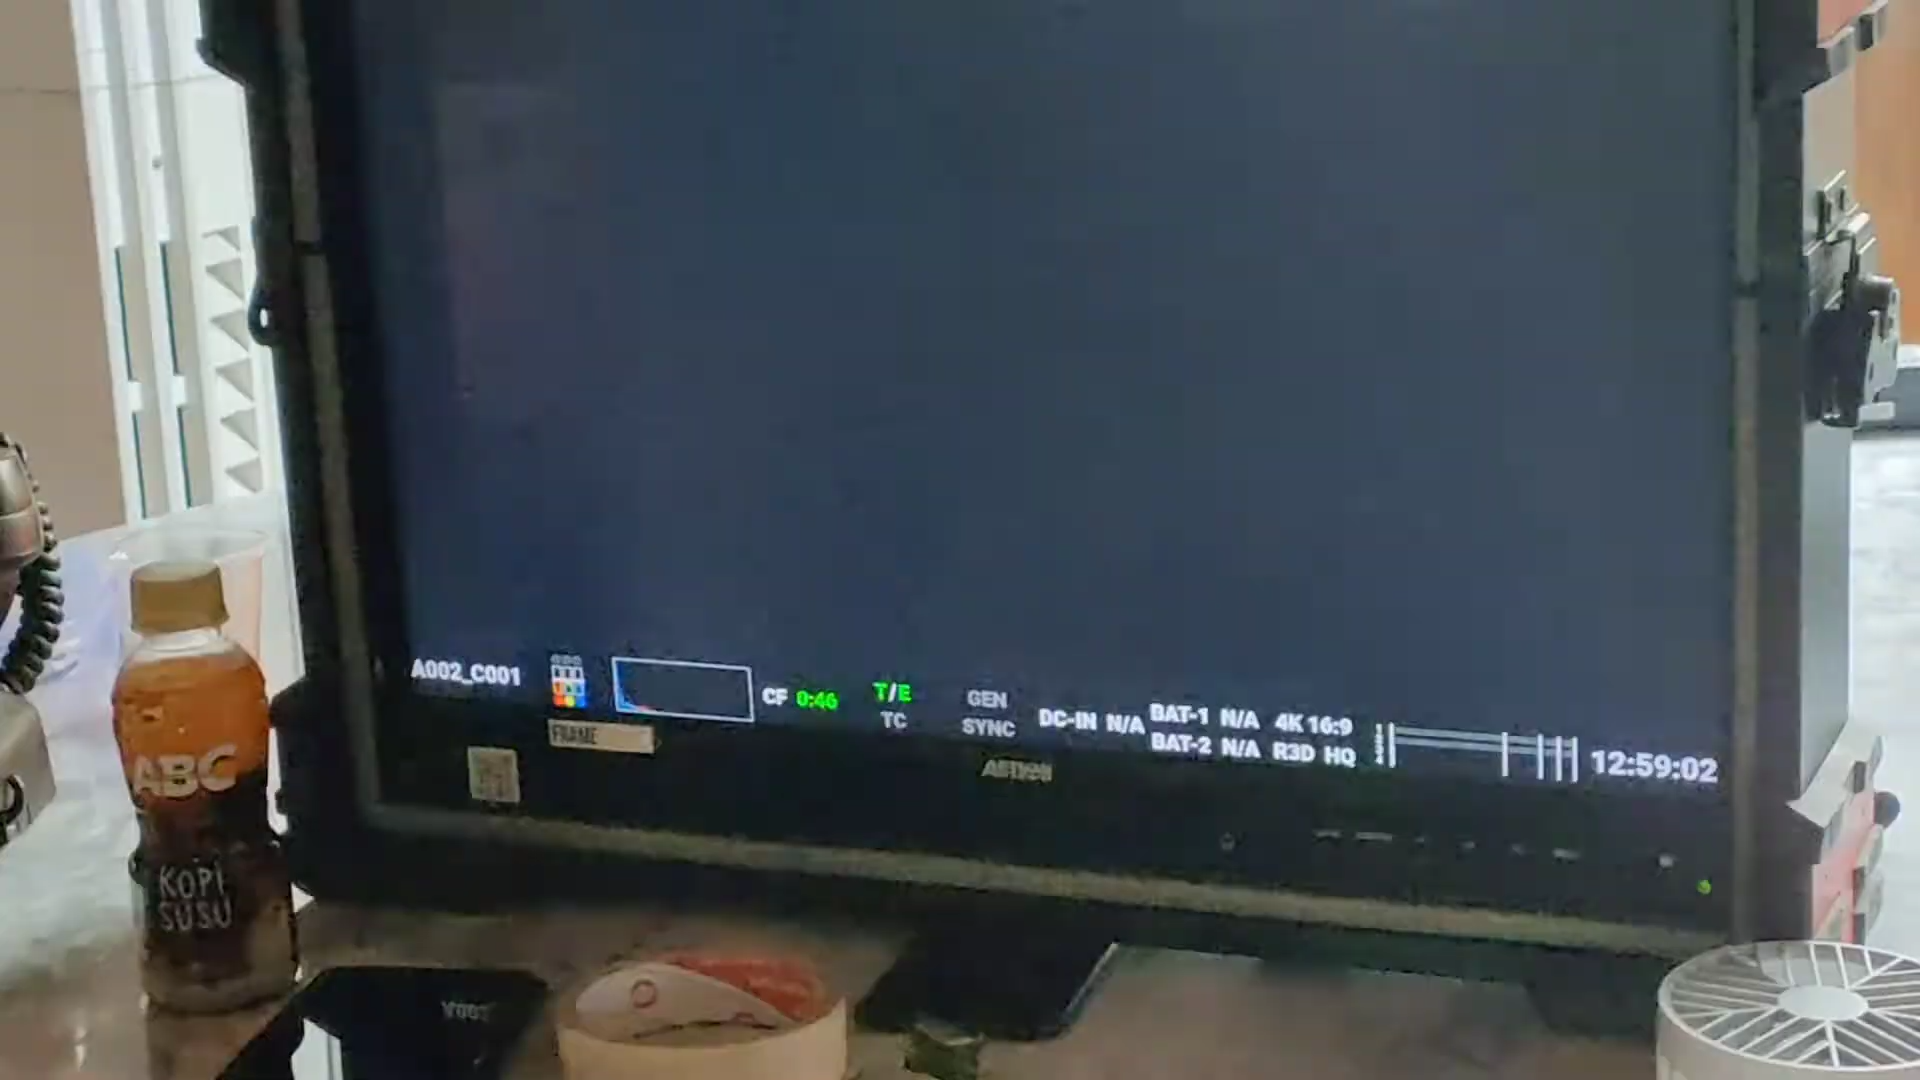 A002_C001
CF 0:46
T/E
TC
GEN
SYNC
DC-IN N/A
BAT-1 N/A
BAT-2 N/A
4K 16:9
R3D HQ
12:59:02
FRAME
ABC
KOPI
SUSU